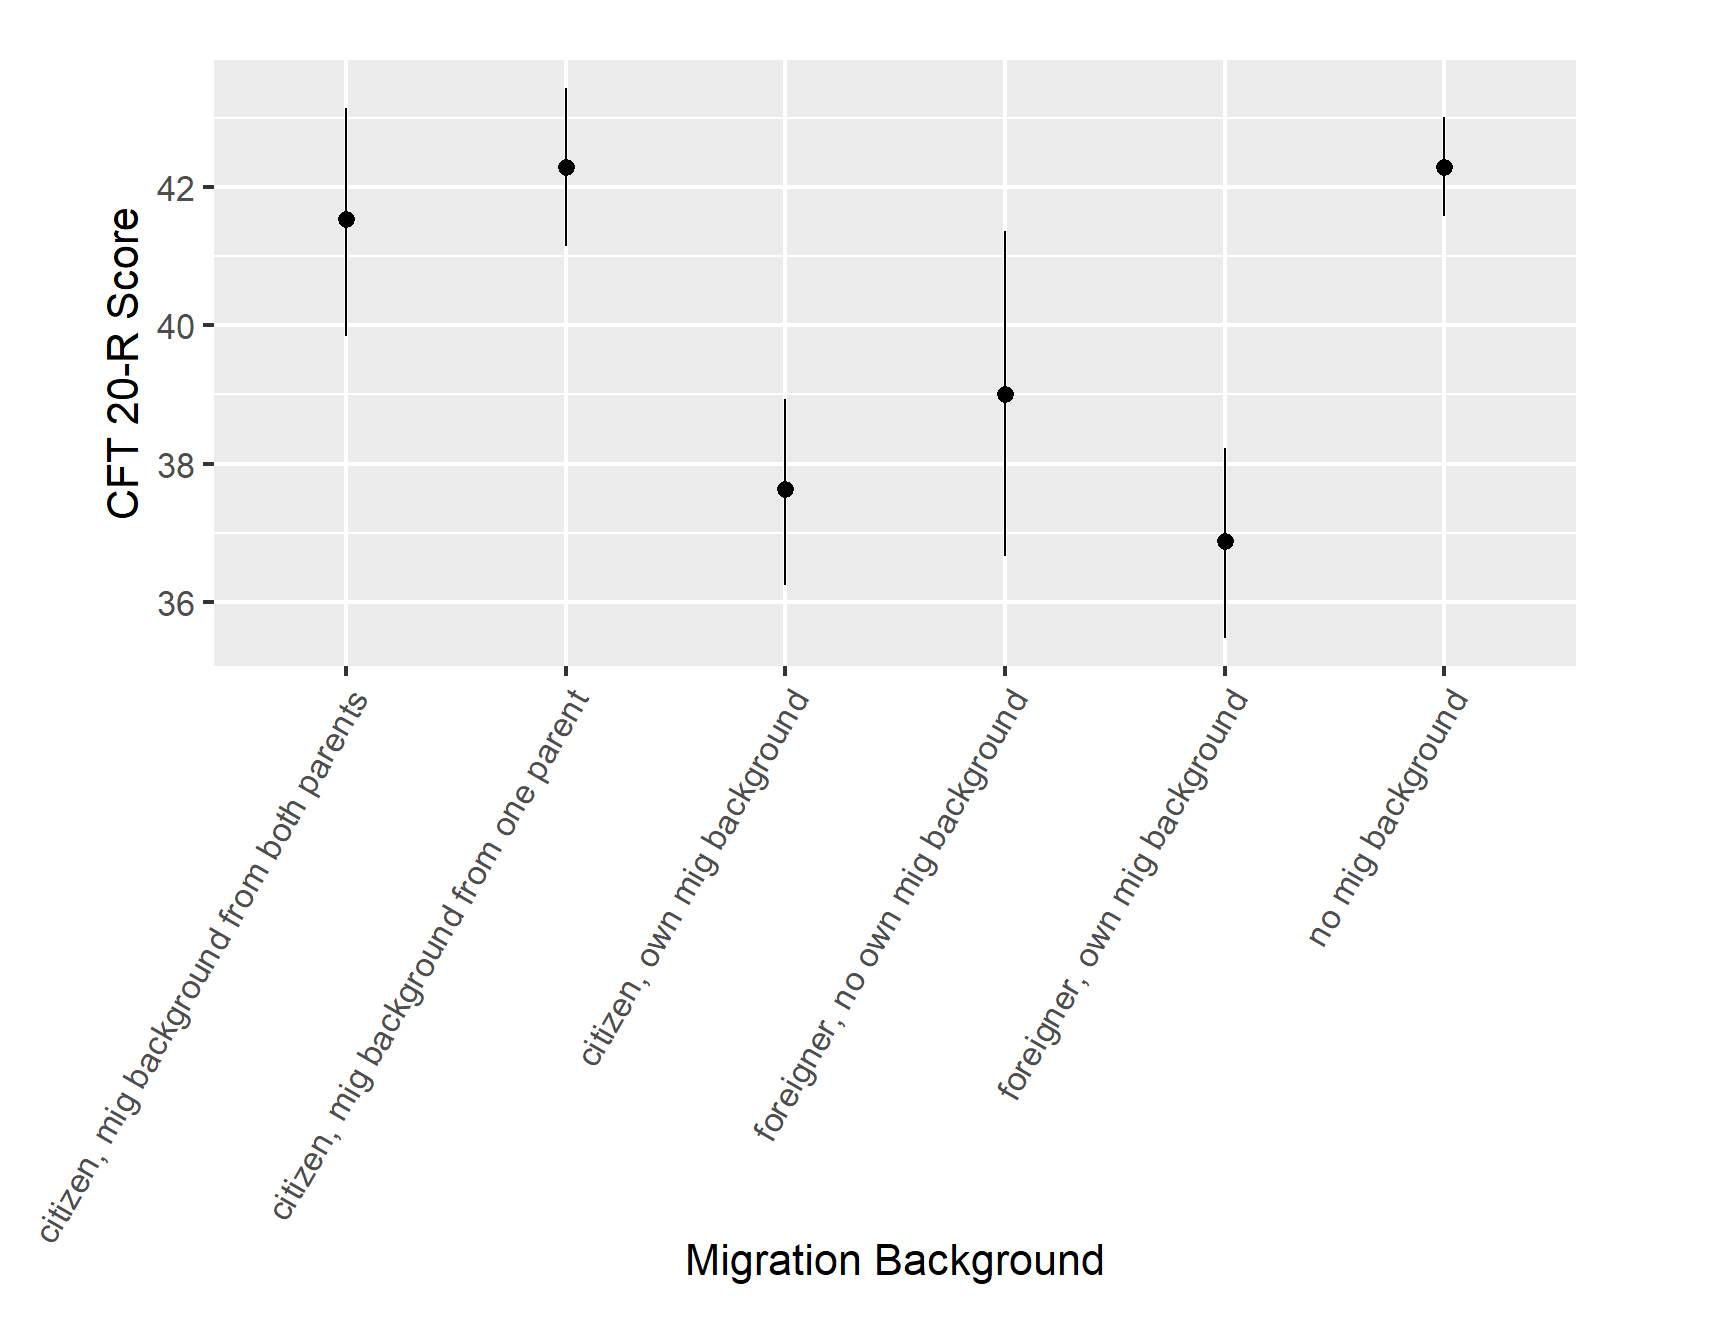 CFT 20-R Score
42
40
38
36
citizen, mig background from both parents
citizen, mig background from one parent
citizen, own mig background
foreigner, no own mig background
foreigner, own mig background
no mig background
Migration Background